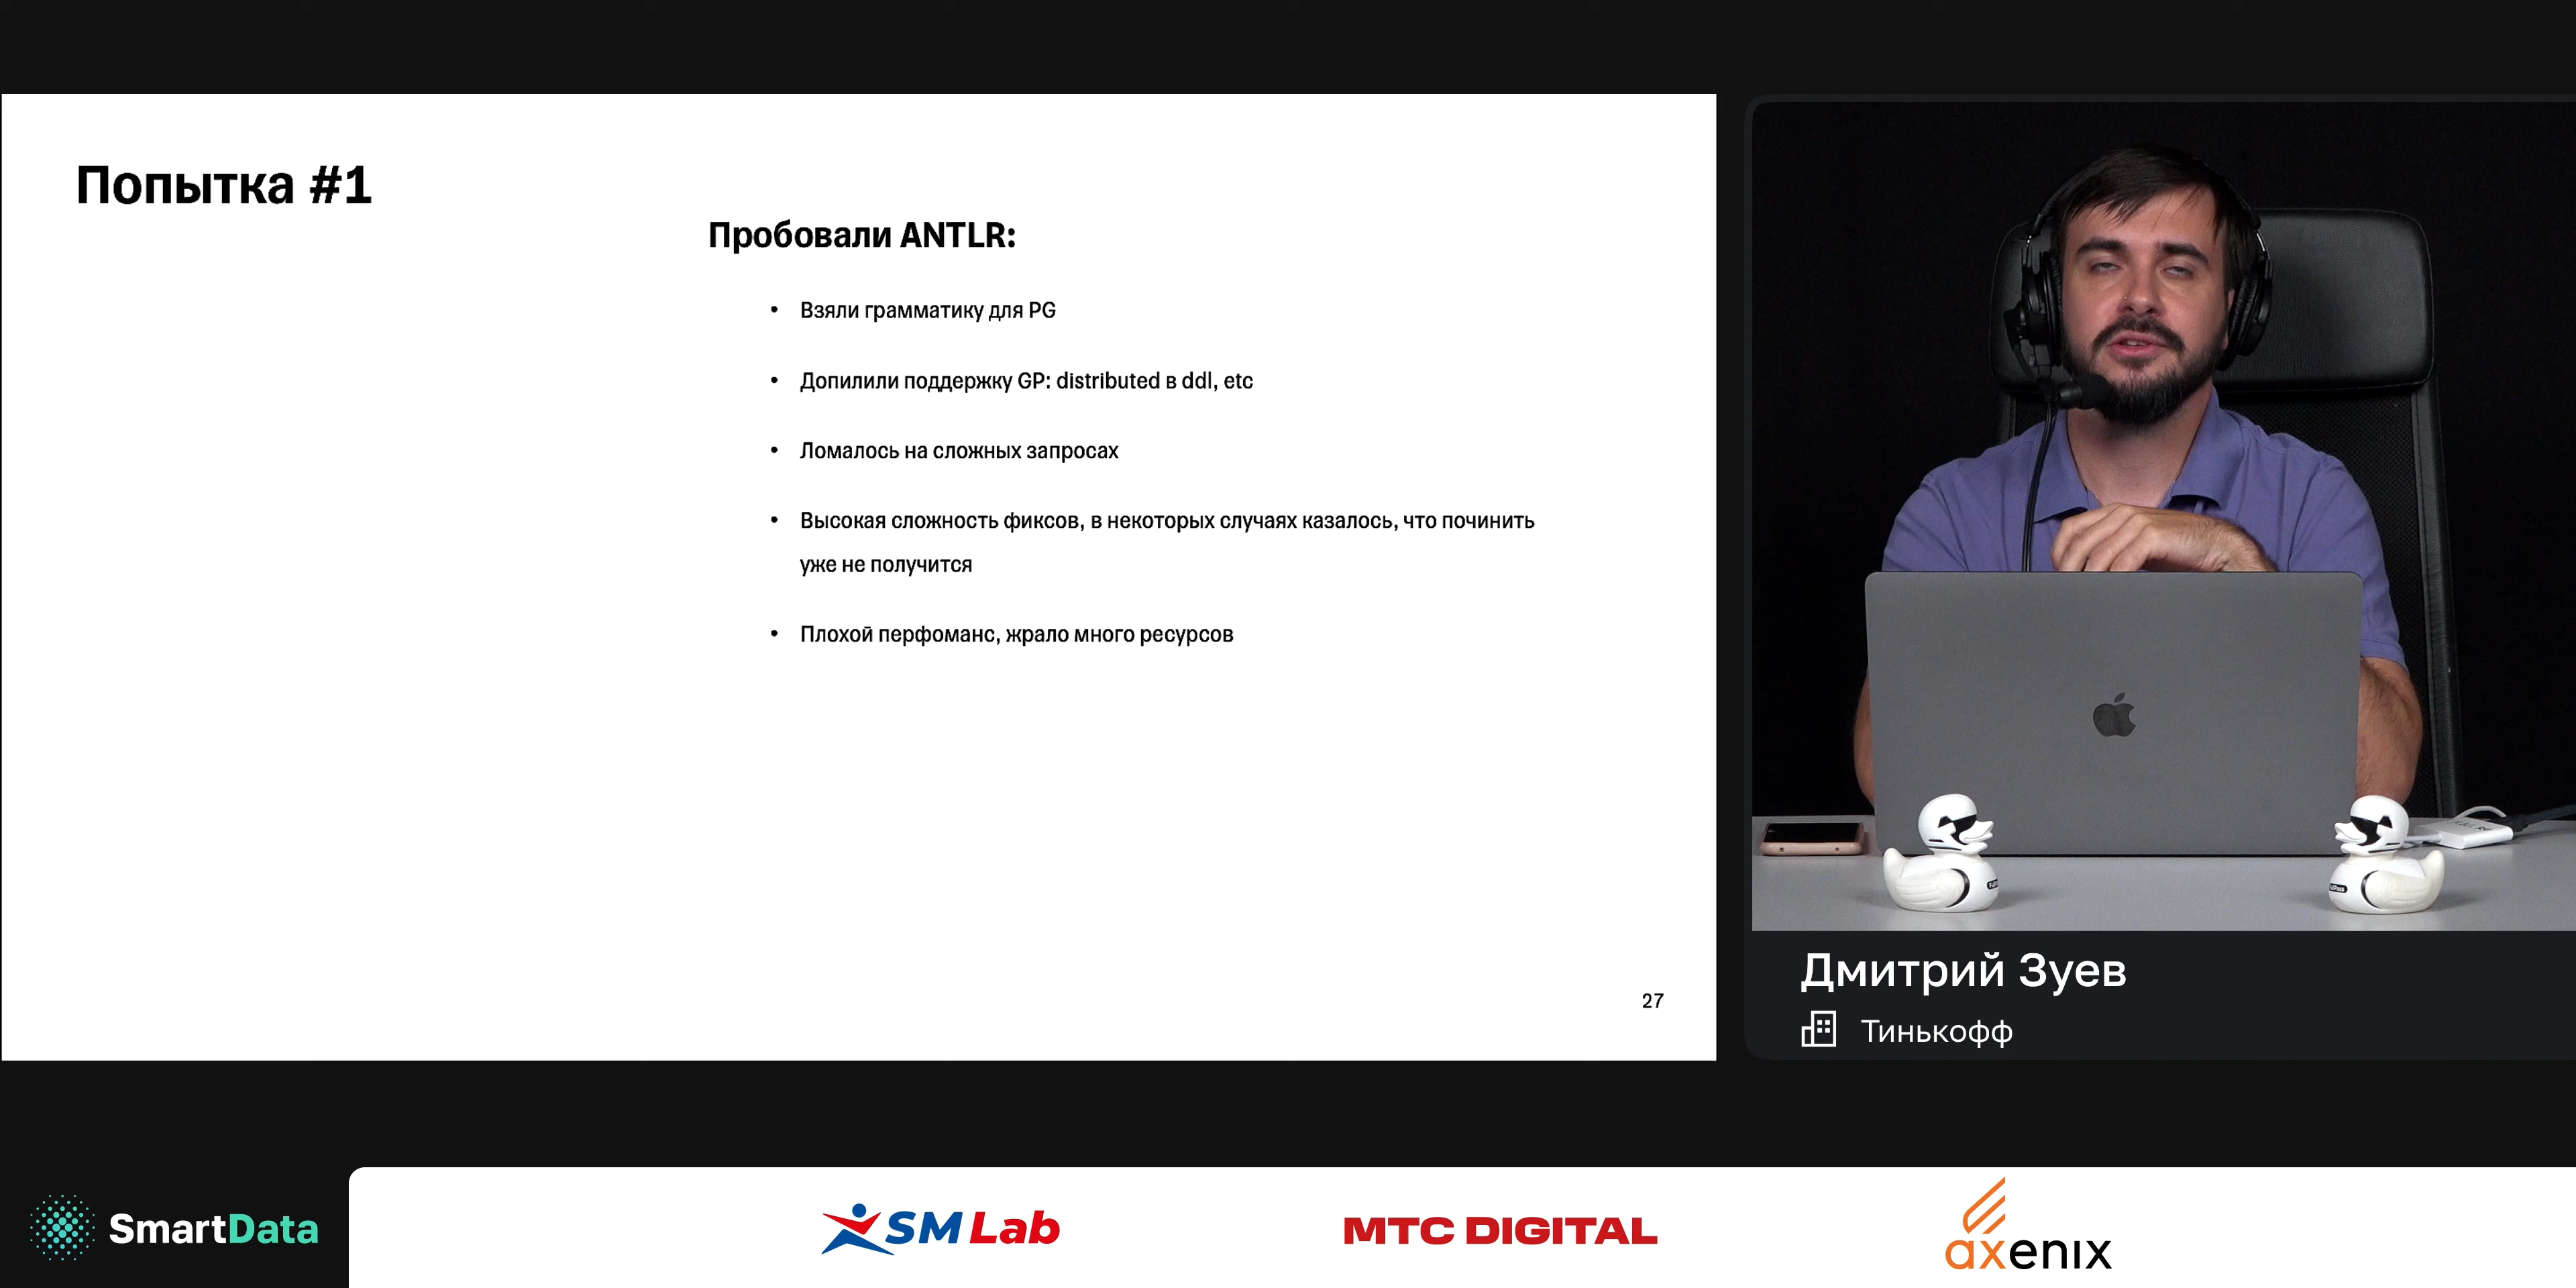 Попытка #1
Пробовали ANTLR:
• Взяли грамматику для PG
• Допилили поддержку GP: distributed в ddl, etc
• Ломалось на сложных запросах
• Высокая сложность фиксов, в некоторых случаях казалось, что починить
уже не получится
• Плохой перфоманс, жрало много ресурсов
27
Дмитрий Зуев
Тинькофф
SmartData
SM Lab
МТС DIGITAL
axenix